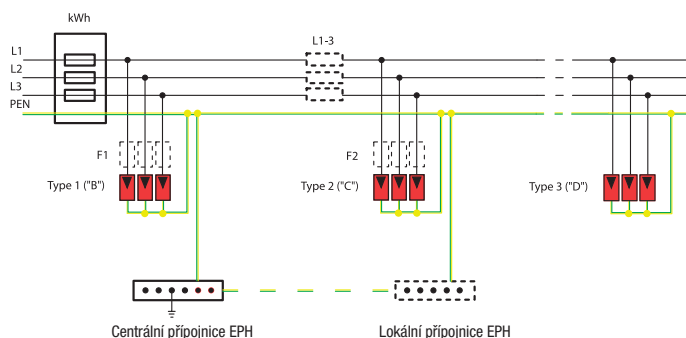 kWh
L1
L1-3
L2
L3
PEN
F1
F2
Type 1 ("B")
Type 2 ("C")
Type 3 ("D")
Centrální přípojnice EPH
Lokální přípojnice EPH